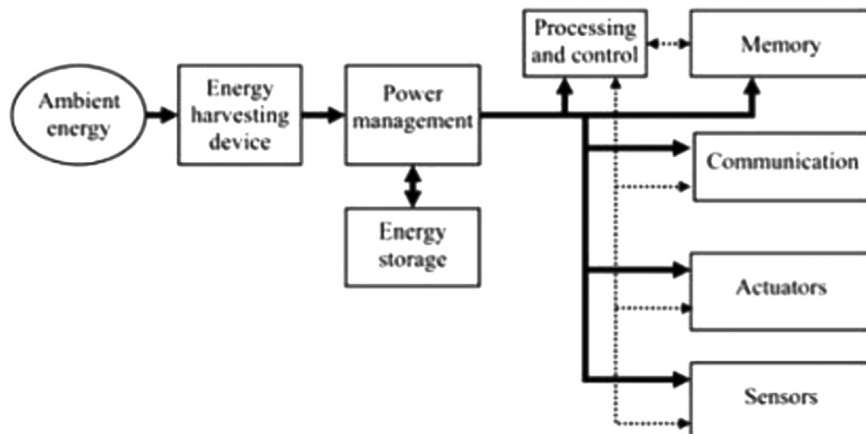 Ambient
energy
Energy
harvesting
device
Power
management
Energy
storage
Processing
and control
Memory
Communication
Actuators
Sensors